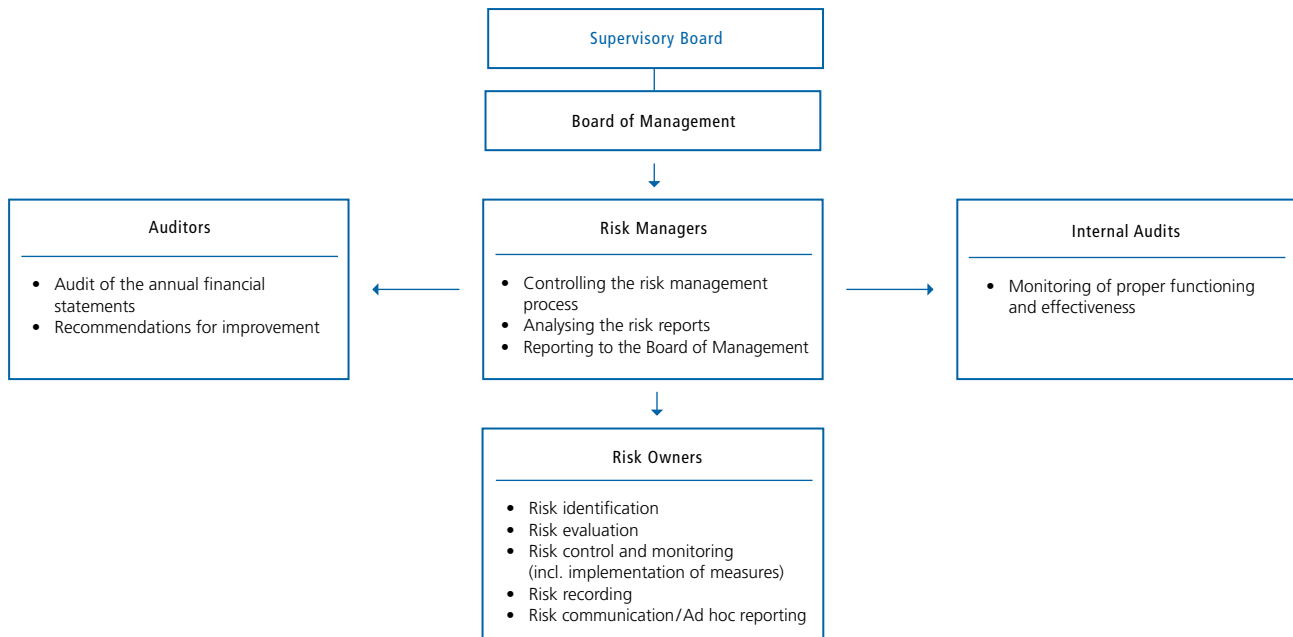 Supervisory Board
Board of Management
Auditors
• Audit of the annual financial
statements
• Recommendations for improvement
Risk Managers
• Controlling the risk management
process
• Analysing the risk reports
• Reporting to the Board of Management
Internal Audits
• Monitoring of proper functioning
and effectiveness
Risk Owners
• Risk identification
• Risk evaluation
• Risk control and monitoring
(incl. implementation of measures)
• Risk recording
• Risk communication/Ad hoc reporting